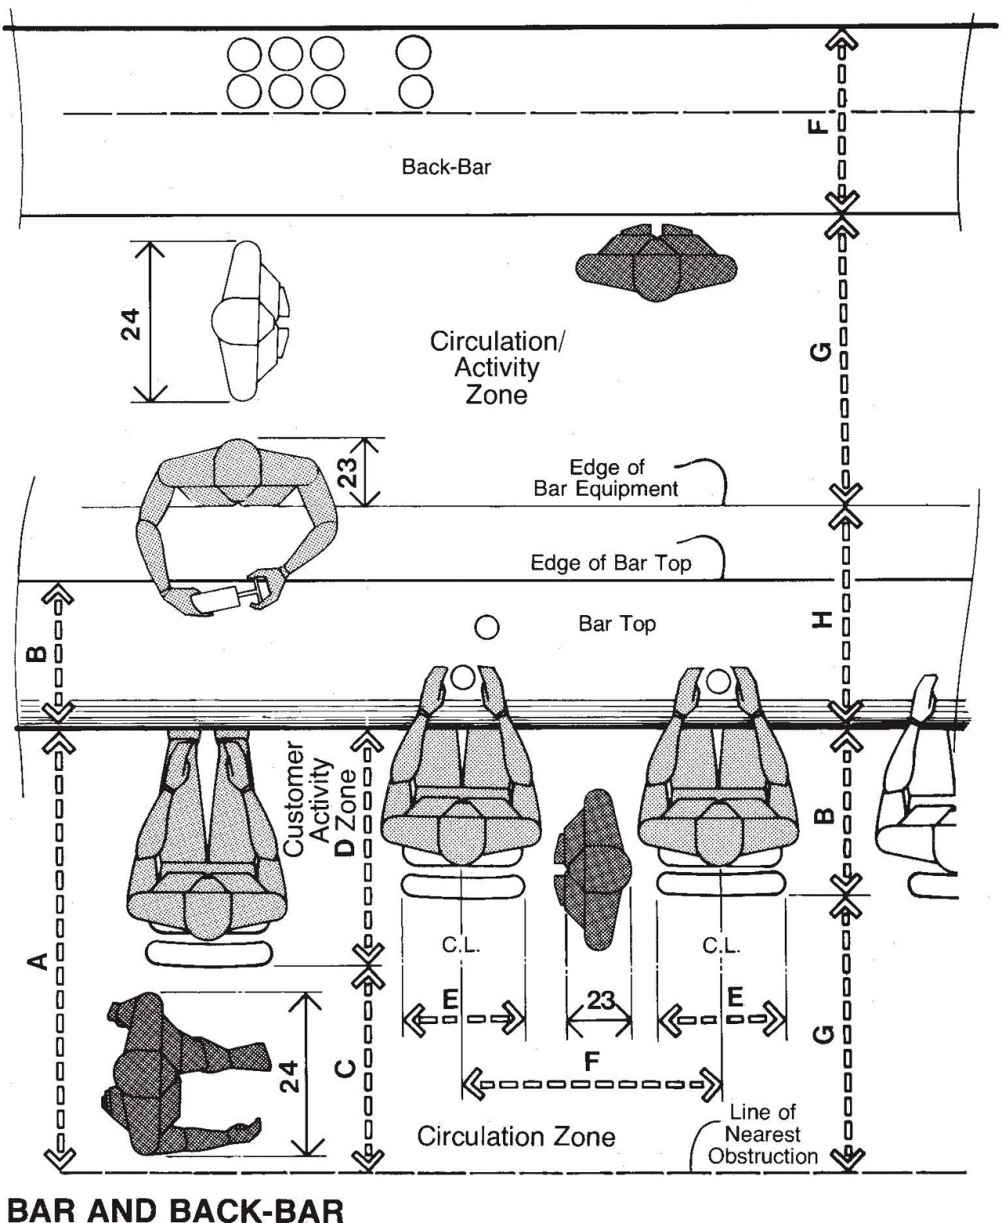 F
Back-Bar
24
Circulation/
Activity
Zone
G
23
Edge of
Bar Equipment
Edge of Bar Top
B
Bar Top
H
Customer
Activity
Zone
D
B
A
C.L.
C.L.
E
23
E
24
C
F
G
Circulation Zone
Line of
Nearest
Obstruction
BAR AND BACK-BAR